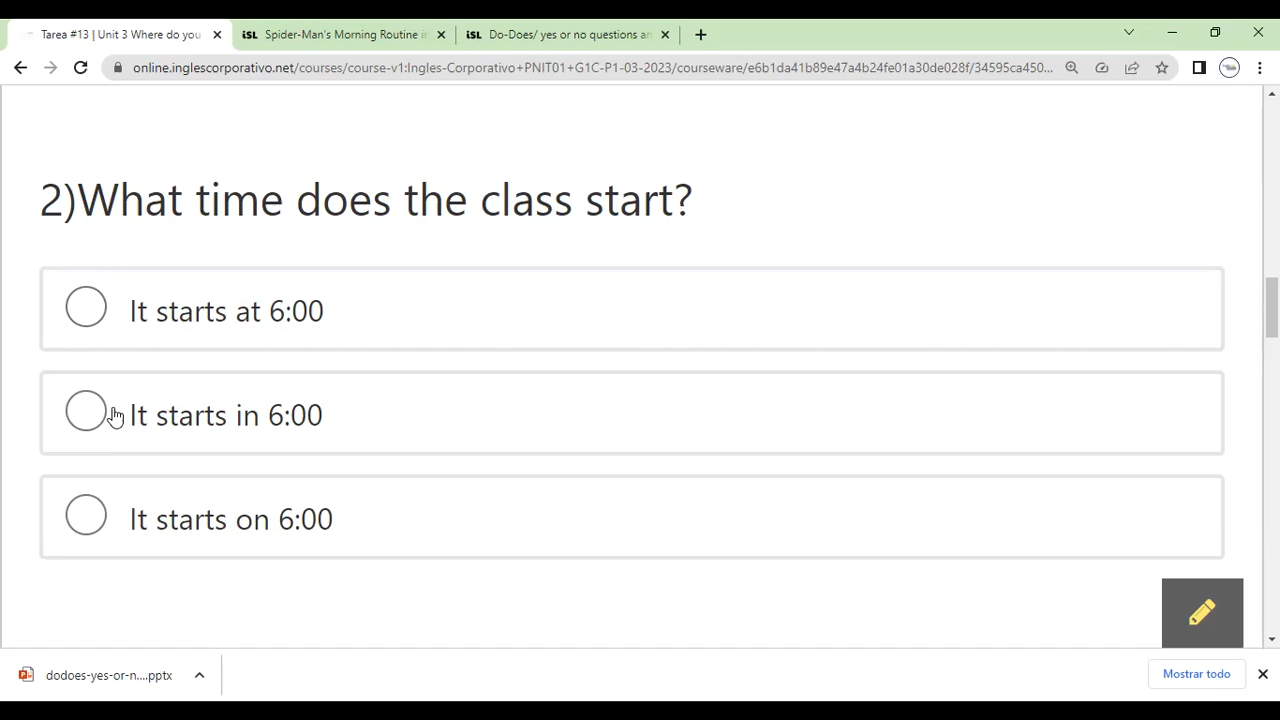 Tarea #13 | Unit 3 Where do you
iSL Spider-Man's Morning Routine i
iSL Do-Does/ yes or no questions an
online.inglescorporativo.net/courses/course-v1:Ingles-Corporativo+PNIT01+G1C-P1-03-2023/courseware/e6b1da41b89e47a4b24fe01a30de028f/34595ca450...
2)What time does the class start?
It starts at 6:00
It starts in 6:00
It starts on 6:00
dodoes-yes-or-n....pptx
Mostrar todo